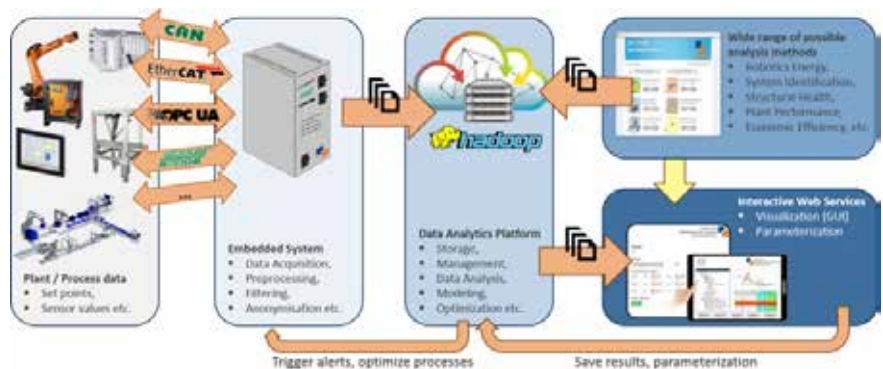 CAN
EtherCAT
OPC UA
...
Plant / Process data
• Set points,
• Sensor values etc.
Embedded System
• Data Acquisition,
• Preprocessing,
• Filtering,
• Anonymisation etc.
hadoop
Data Analytics Platform
• Storage,
• Management,
• Data Analysis,
• Modeling,
• Optimization etc.
Wide range of possible
analysis methods
• Robotics Energy,
• System Identification,
• Structural Health,
• Plant Performance,
• Economic Efficiency, etc.
Interactive Web Services
• Visualization (GUI)
• Parameterization
Trigger alerts, optimize processes
Save results, parameterization